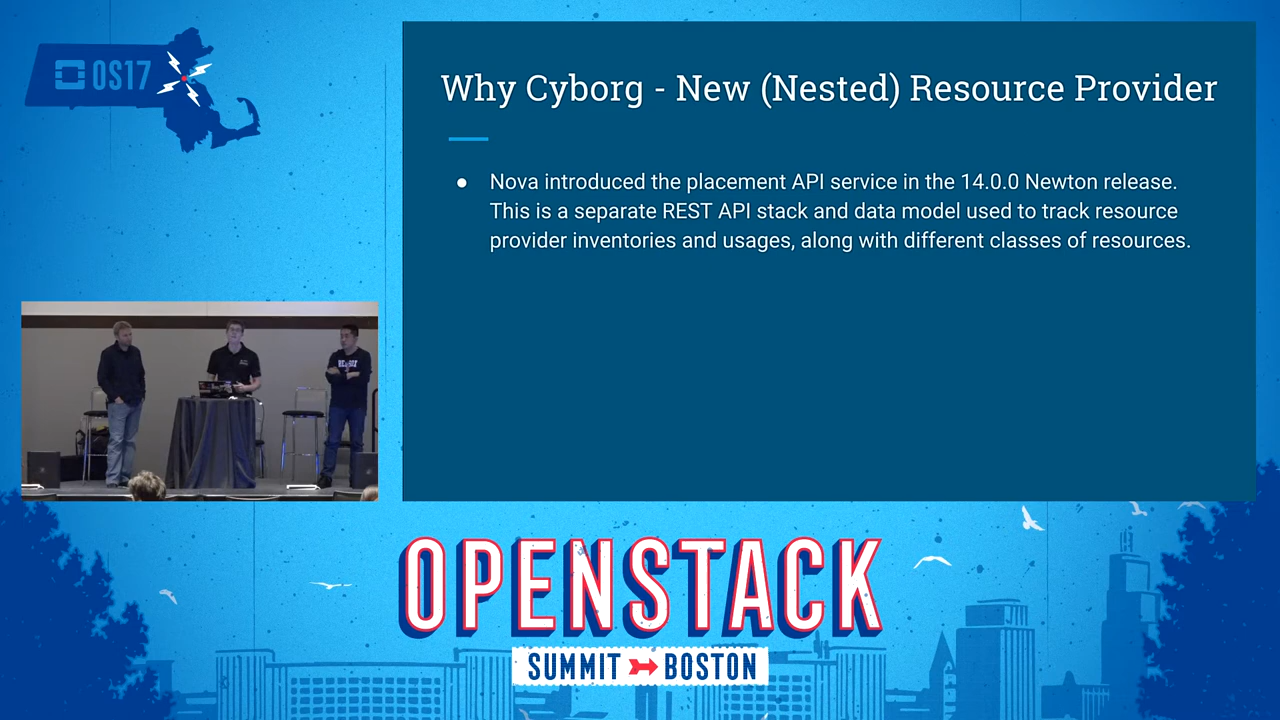 OS17
Why Cyborg - New (Nested) Resource Provider
● Nova introduced the placement API service in the 14.0.0 Newton release.
This is a separate REST API stack and data model used to track resource
provider inventories and usages, along with different classes of resources.
OPENSTACK
SUMMIT BOSTON